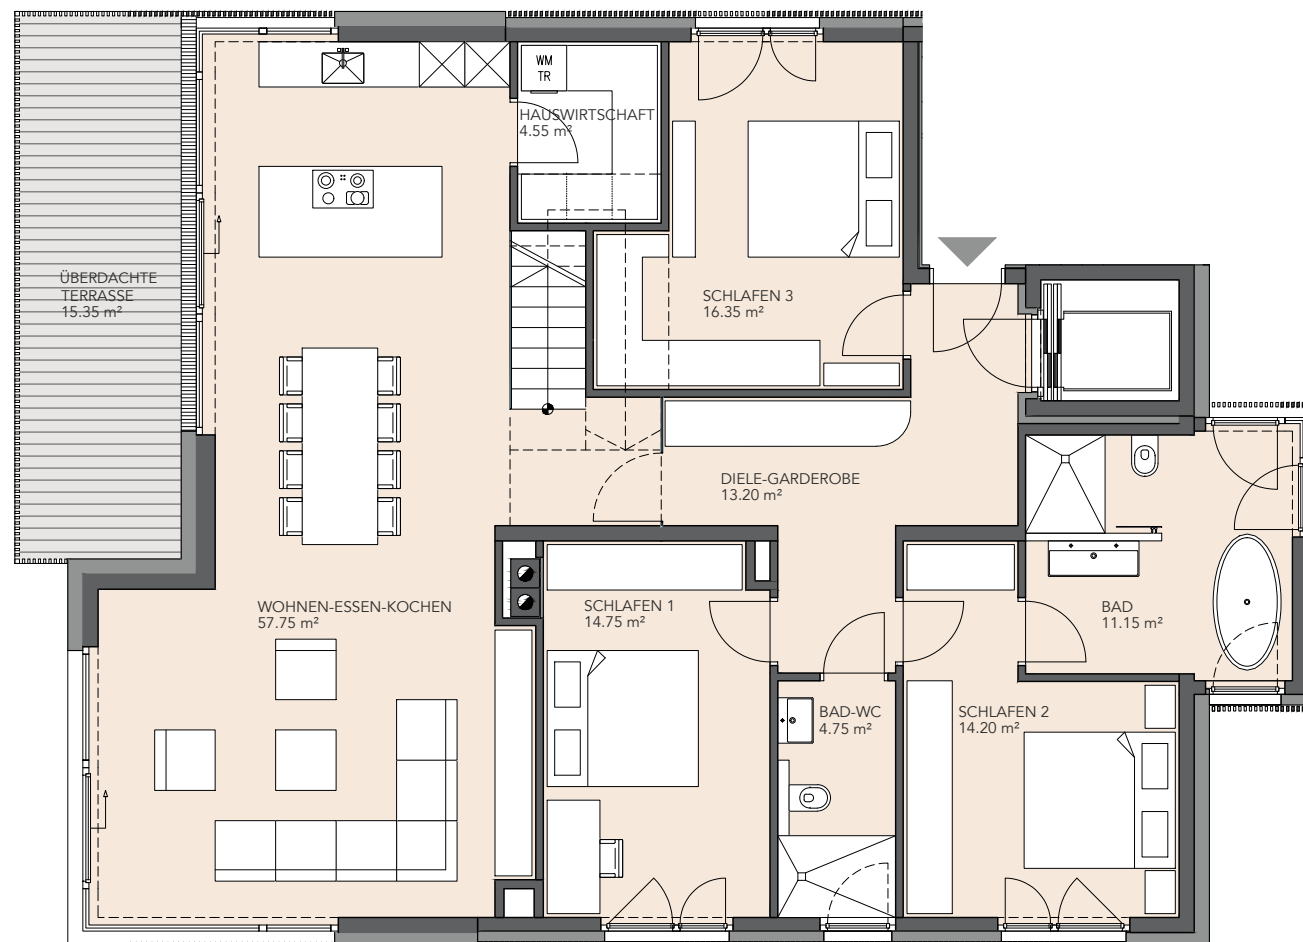 WM
TR
HAUSWIRTSCHAFT
4.55 m²
ÜBERDACHTE
TERRASSE
15.35 m²
SCHLAFEN 3
16.35 m²
DIELE-GARDEROBE
13.20 m²
WOHNEN-ESSEN-KOCHEN
57.75 m²
SCHLAFEN 1
14.75 m²
BAD
11.15 m²
BAD-WC
4.75 m²
SCHLAFEN 2
14.20 m²